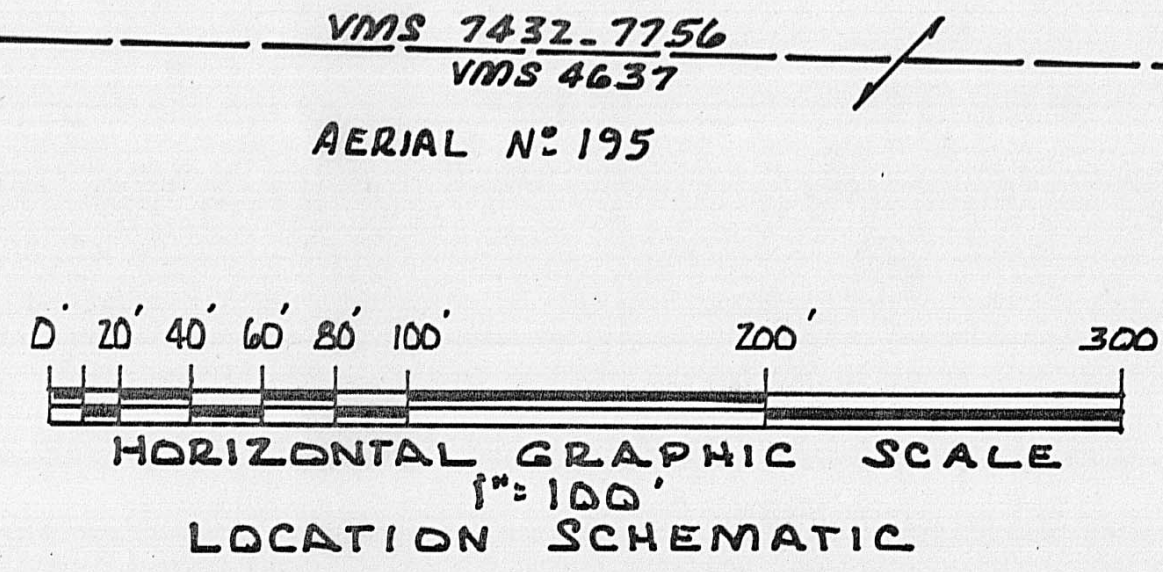 VMS 7432-7756
VMS 4637
AERIAL Nº 195
0' 20' 40' 60' 80' 100' 200' 300
HORIZONTAL GRAPHIC SCALE
1"=100'
LOCATION SCHEMATIC